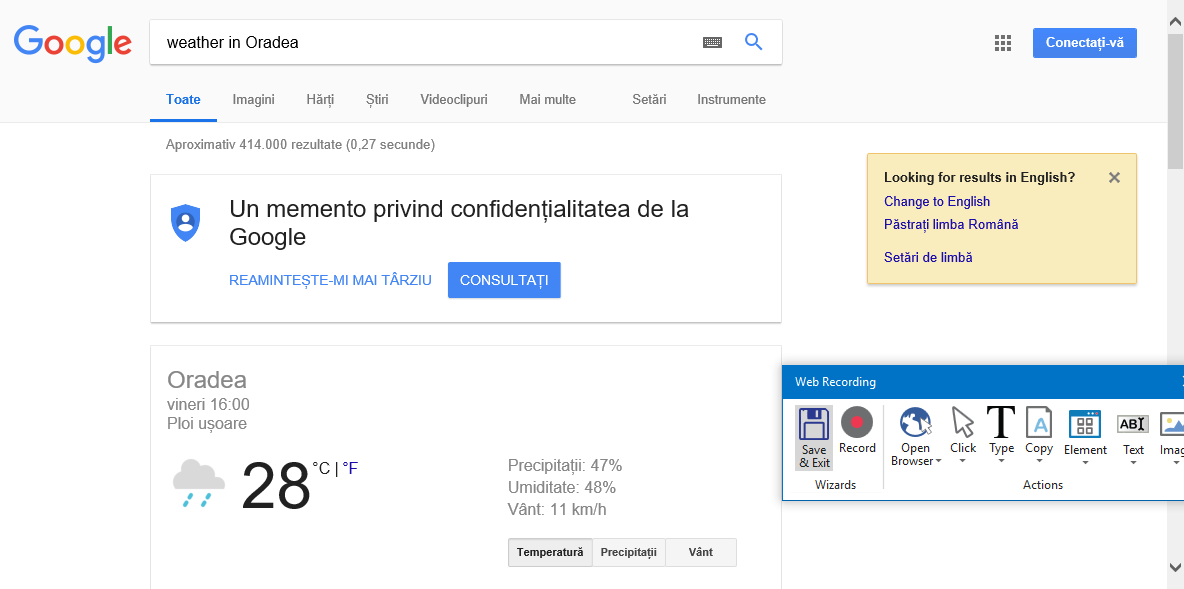 Google
weather in Oradea
Conectați-vă
Toate Imagini Hărți Știri Videoclipuri Mai multe Setări Instrumente
Aproximativ 414.000 rezultate (0,27 secunde)
Un memento privind confidențialitatea de la
Google
REAMINTEȘTE-MI MAI TÂRZIU CONSULTAȚI
Looking for results in English?
Change to English
Păstrați limba Română
Setări de limbă
Oradea
vineri 16:00
Ploi ușoare
28 °C | °F
Precipitații: 47%
Umiditate: 48%
Vânt: 11 km/h
Temperatură Precipitații Vânt
Web Recording
Save
& Exit
Record
Open
Browser
Click
Type
Copy
Element
Text
Imag
Wizards
Actions